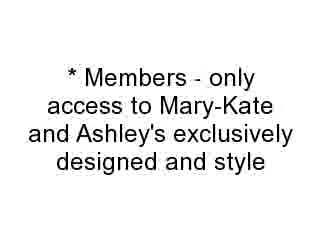 * Members - only
access to Mary-Kate
and Ashley's exclusively
designed and style